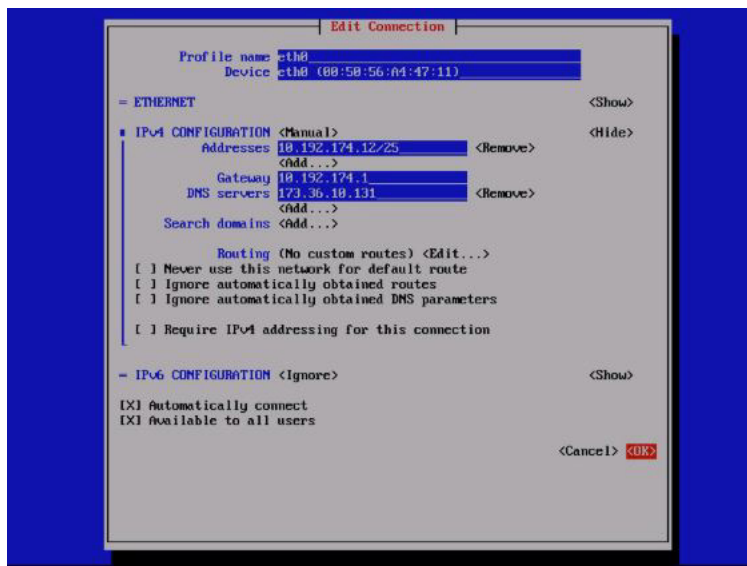 Edit Connection
Profile name eth0
Device eth0 (00:50:56:A4:47:11)
= ETHERNET <Show>
IPv4 CONFIGURATION <Manual> <Hide>
Addresses 10.192.174.12/25 <Remove>
<Add...>
Gateway 10.192.174.1
DNS servers 173.36.10.131 <Remove>
<Add...>
Search domains <Add...>
Routing (No custom routes) <Edit...>
[ ] Never use this network for default route
[ ] Ignore automatically obtained routes
[ ] Ignore automatically obtained DNS parameters
[ ] Require IPv4 addressing for this connection
= IPv6 CONFIGURATION <Ignore> <Show>
[X] Automatically connect
[X] Available to all users
<Cancel> <OK>